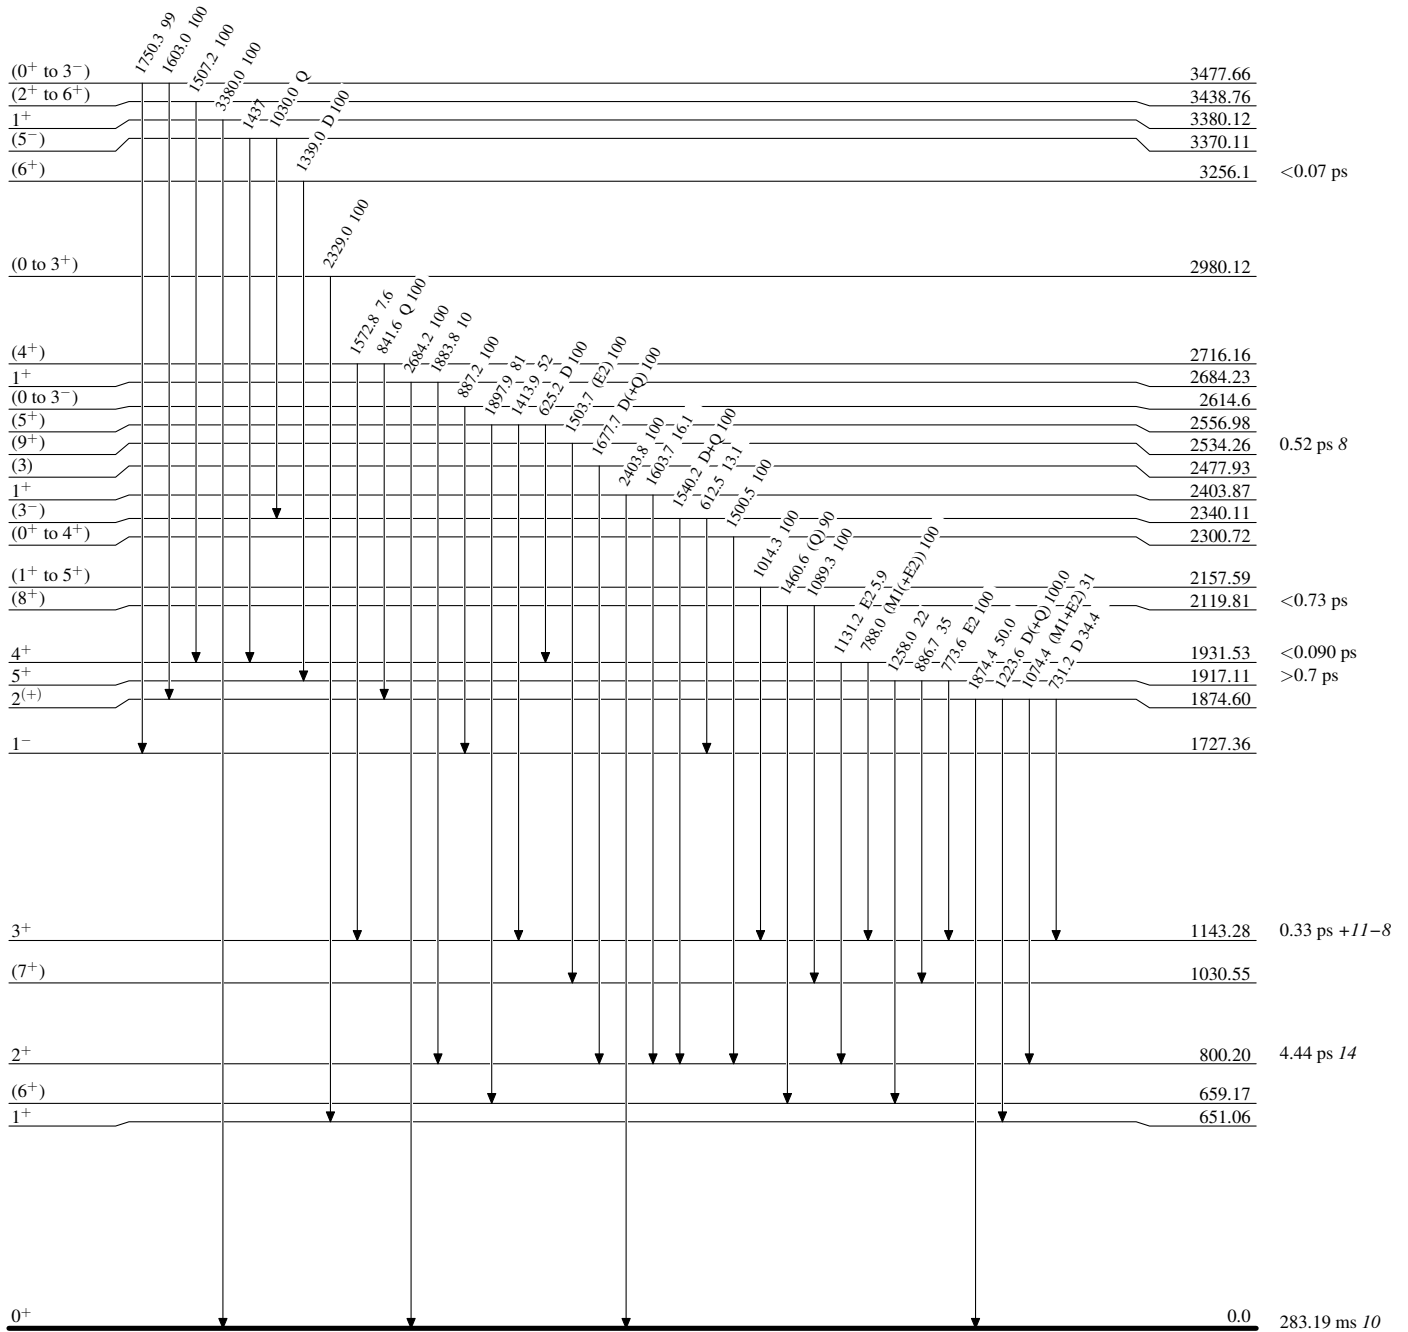 1750.3 99
1603.0 100
1507.2 100
3380.0 100
1437
1030.0 Q
1339.0 D 100
(0⁺ to 3⁻) 3477.66
(2⁺ to 6⁺) 3438.76
1⁺ 3380.12
(5⁻) 3370.11
(6⁺) 3256.1 <0.07 ps
2329.0 100
(0 to 3⁺) 2980.12
1572.8 7.6
841.6 Q 100
2684.2 100
1883.8 10
887.2 100
1897.9 81
1413.9 52
625.2 D 100
1503.7 (E2) 100
1677.7 D(+Q) 100
2403.8 100
1603.7 16.1
1540.2 D+Q 100
612.5 13.1
1500.5 100
(4⁺) 2716.16
1⁺ 2684.23
(0 to 3⁻) 2614.6
(5⁺) 2556.98
(9⁺) 2534.26 0.52 ps 8
(3) 2477.93
1⁺ 2403.87
(3⁻) 2340.11
(0⁺ to 4⁺) 2300.72
1014.3 100
1460.6 (Q) 90
1089.3 100
1131.2 E2 5.9
788.0 (M1(+E2)) 100
1258.0 22
886.7 35
773.6 E2 100
1874.4 50.0
1223.6 D(+Q) 100.0
1074.4 (M1+E2) 31
731.2 D 34.4
(1⁺ to 5⁺) 2157.59
(8⁺) 2119.81 <0.73 ps
4⁺ 1931.53 <0.090 ps
5⁺ 1917.11 >0.7 ps
2⁽⁺⁾ 1874.60
1⁻ 1727.36
3⁺ 1143.28 0.33 ps +11−8
(7⁺) 1030.55
2⁺ 800.20 4.44 ps 14
(6⁺) 659.17
1⁺ 651.06
0⁺ 0.0 283.19 ms 10